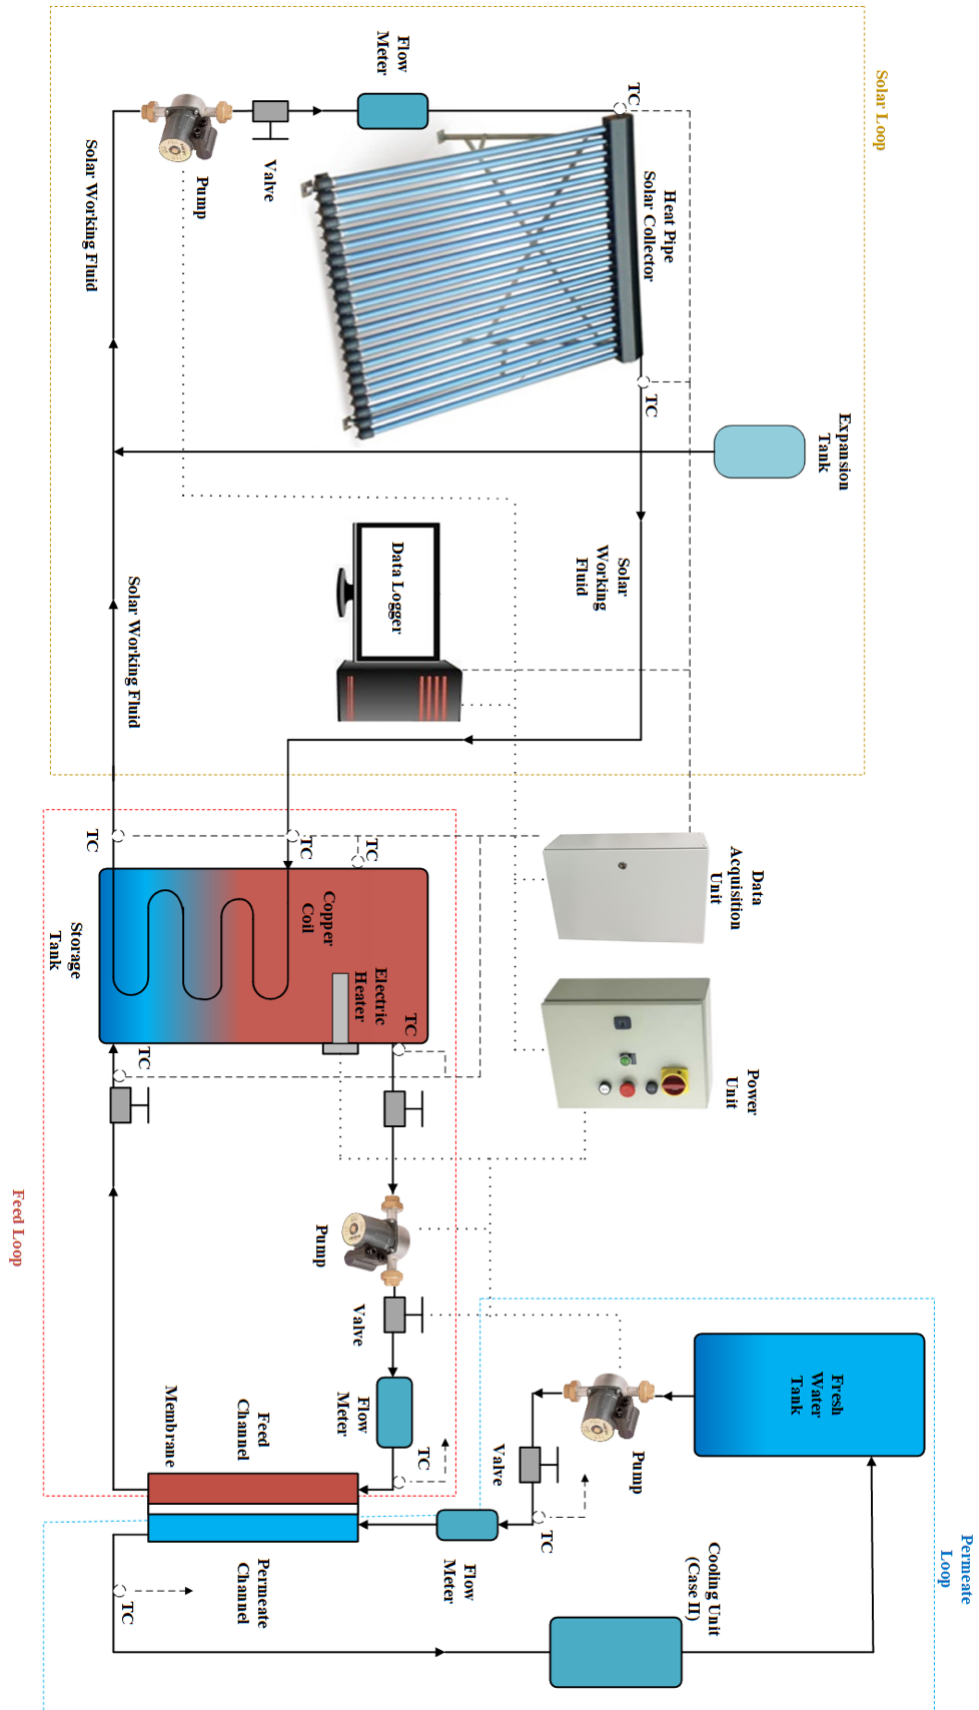 Solar Loop
Expansion
Tank
Permeate
Loop
Fresh
Water
Tank
Data
Acquisition
Unit
Power
Unit
Cooling Unit
(Case II)
Heat Pipe
Solar Collector
TC
TC
Solar
Working
Fluid
Pump
Valve
TC
Flow
Meter
Flow
Meter
Data Logger
TC
TC
Copper
Coil
Electric
Heater
TC
Pump
Valve
Flow
Meter
TC
Pump
Valve
Feed
Channel
Membrane
Permeate
Channel
TC
Solar Working Fluid
Solar Working Fluid
TC
Storage
Tank
TC
Feed Loop